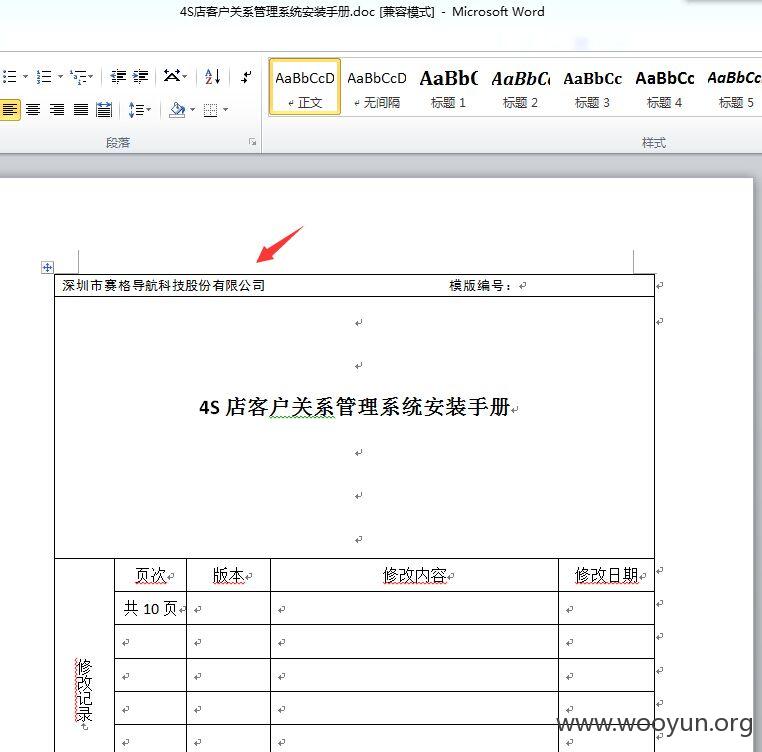 4S店客户关系管理系统安装手册.doc [兼容模式] - Microsoft Word
AaBbCcD AaBbCcD AaBbC AaBbC AaBbCc AaBbCc AaBbCc
正文 无间隔 标题 1 标题 2 标题 3 标题 4 标题 5
段落 样式
深圳市赛格导航科技股份有限公司 模版编号：
4S 店客户关系管理系统安装手册
页次 版本 修改内容 修改日期
共 10 页
修改记录
www.wooyun.org